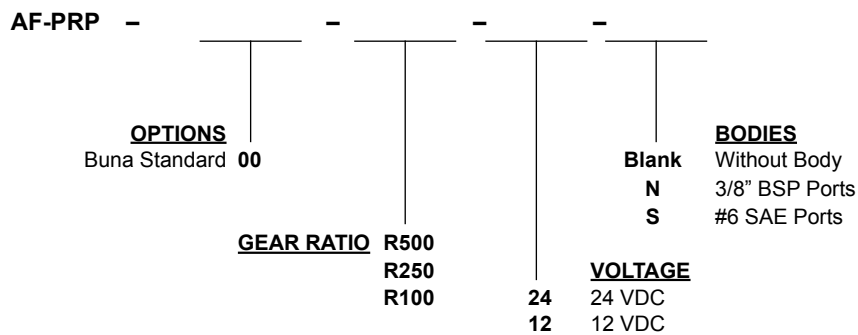 AF-PRP – – – –
OPTIONS
Buna Standard 00
GEAR RATIO R500
R250
R100
VOLTAGE
24 24 VDC
12 12 VDC
BODIES
Blank Without Body
N 3/8” BSP Ports
S #6 SAE Ports